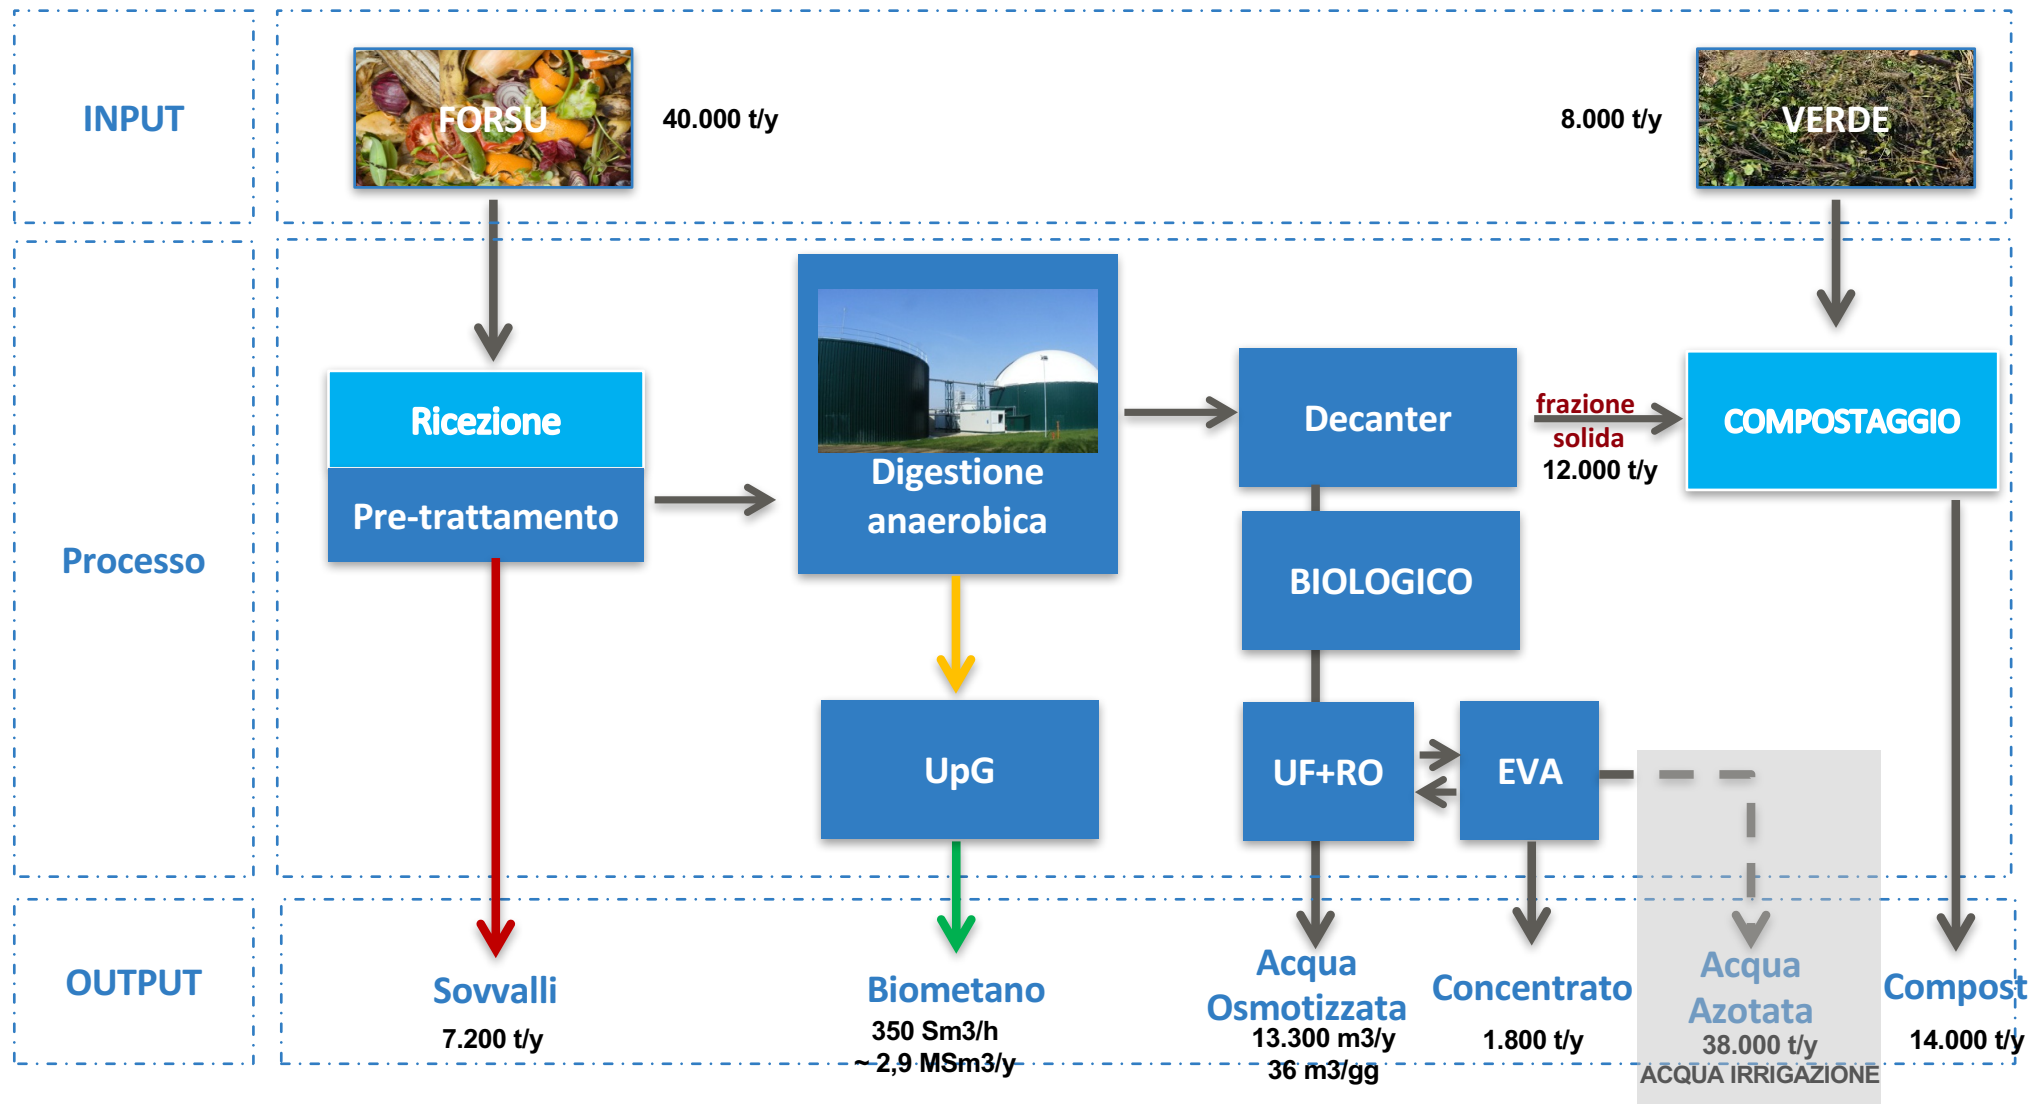 INPUT
FORSU
40.000 t/y
8.000 t/y
VERDE
Processo
Ricezione
Pre-trattamento
Digestione
anaerobica
Decanter
frazione
solida
12.000 t/y
COMPOSTAGGIO
BIOLOGICO
UpG
UF+RO
EVA
OUTPUT
Sovvalli
7.200 t/y
Biometano
350 Sm3/h
~ 2,9 MSm3/y
Acqua
Osmotizzata
13.300 m3/y
36 m3/gg
Concentrato
1.800 t/y
Acqua
Azotata
38.000 t/y
ACQUA IRRIGAZIONE
Compost
14.000 t/y